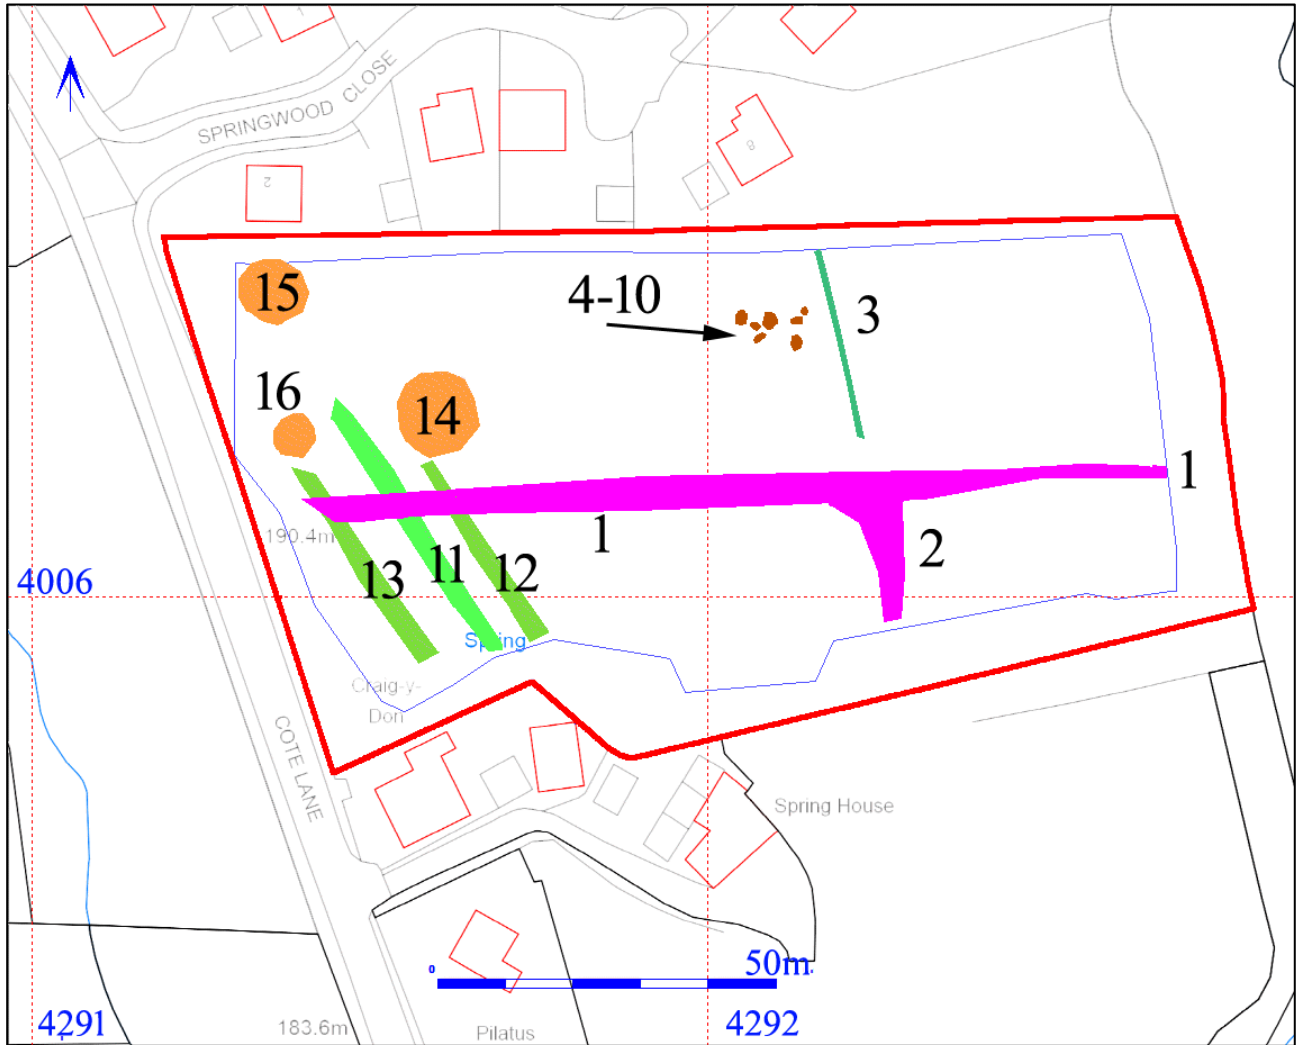 SPRINGWOOD CLOSE
2
8
15
4-10
3
16
14
1
1
190.4m
2
13
11
12
4006
Spring
Craig-y-
Don
COTE LANE
Spring House
0
50m.
4291
4292
183.6m
Pilatus